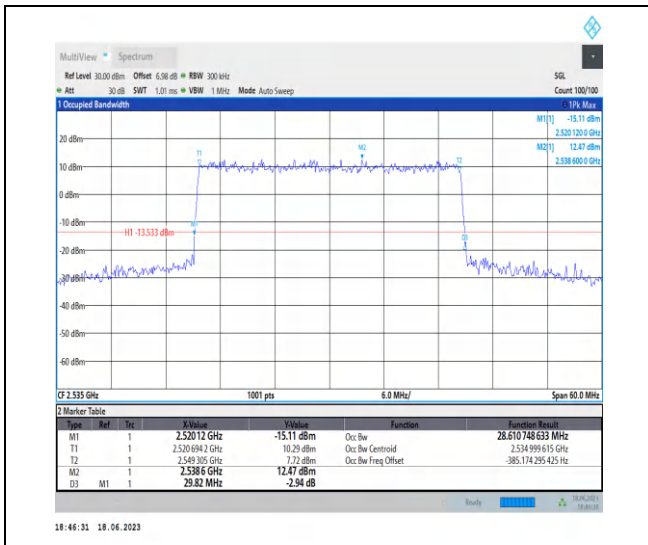 MultiView Spectrum
Ref Level 30.00 dBm Offset 6.98 dB RBW 300 kHz SGL
Att 30 dB SWT 1.01 ms VBW 1 MHz Mode Auto Sweep Count 100/100
1 Occupied Bandwidth 1Pk Max
M1[1] -15.11 dBm
2.520 120 0 GHz
M2[1] 12.47 dBm
2.538 600 0 GHz
20 dBm
M2
T1
T2
10 dBm
0 dBm
-10 dBm
M1
H1 -13.533 dBm
D3
-20 dBm
-30 dBm
-40 dBm
-50 dBm
-60 dBm
CF 2.535 GHz 1001 pts 6.0 MHz/ Span 60.0 MHz
2 Marker Table
Type Ref Trc X-Value Y-Value Function Function Result
M1 1 2.52012 GHz -15.11 dBm Occ Bw 28.610 748 633 MHz
T1 1 2.520 694 2 GHz 10.29 dBm Occ Bw Centroid 2.534 999 615 GHz
T2 1 2.549 305 GHz 7.72 dBm Occ Bw Freq Offset -385.174 295 425 Hz
M2 1 2.538 6 GHz 12.47 dBm
D3 M1 1 29.82 MHz -2.94 dB
Ready
18:46:31 18.06.2023